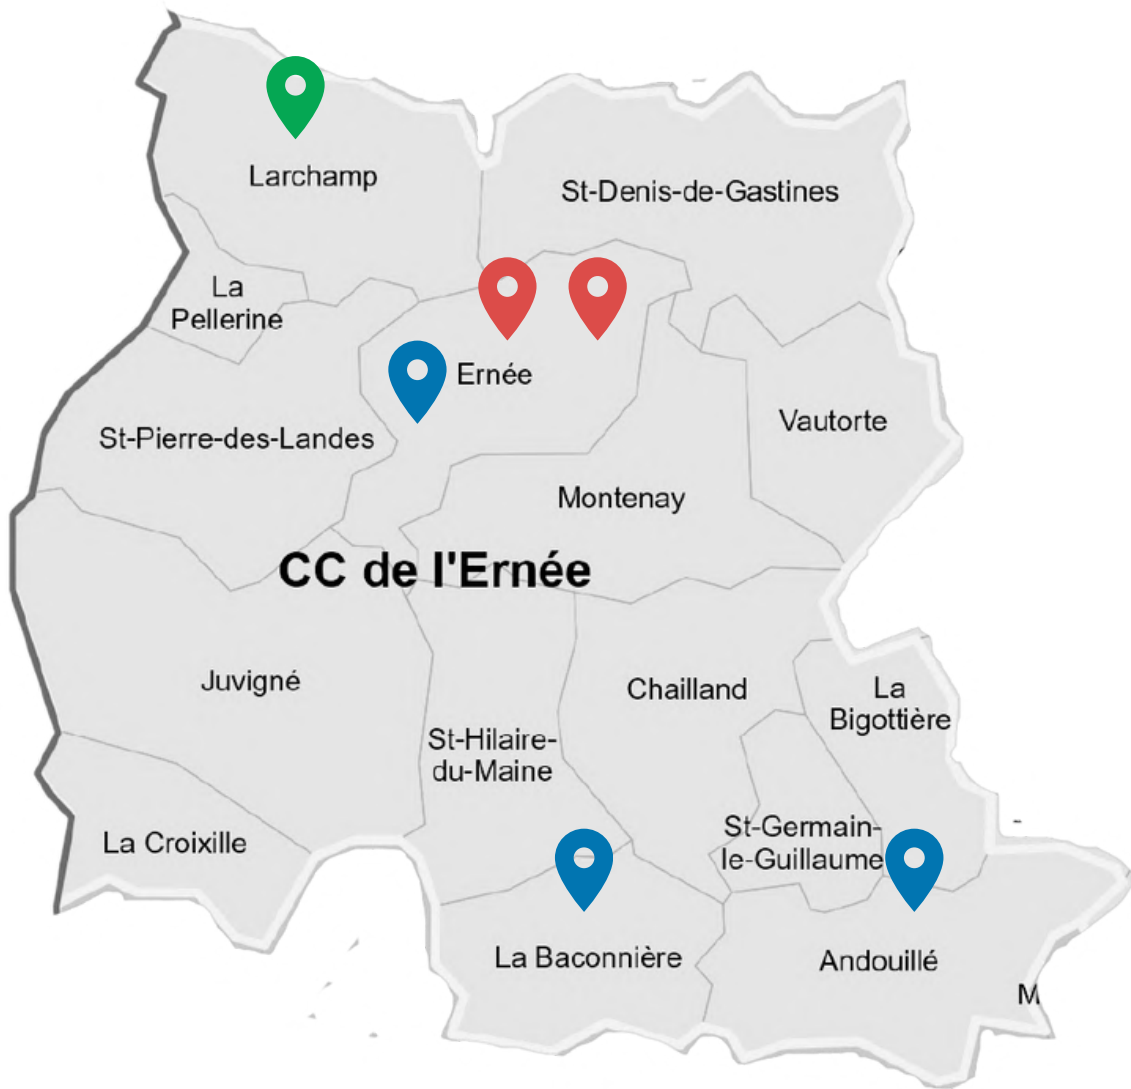 Larchamp
St-Denis-de-Gastines
La
Pellerine
Ernée
St-Pierre-des-Landes
Vautorte
Montenay
CC de l'Ernée
Juvigné
Chailland
La
Bigottière
St-Hilaire-
du-Maine
La Croixille
St-Germain-
le-Guillaume
La Baconnière
Andouillé
M